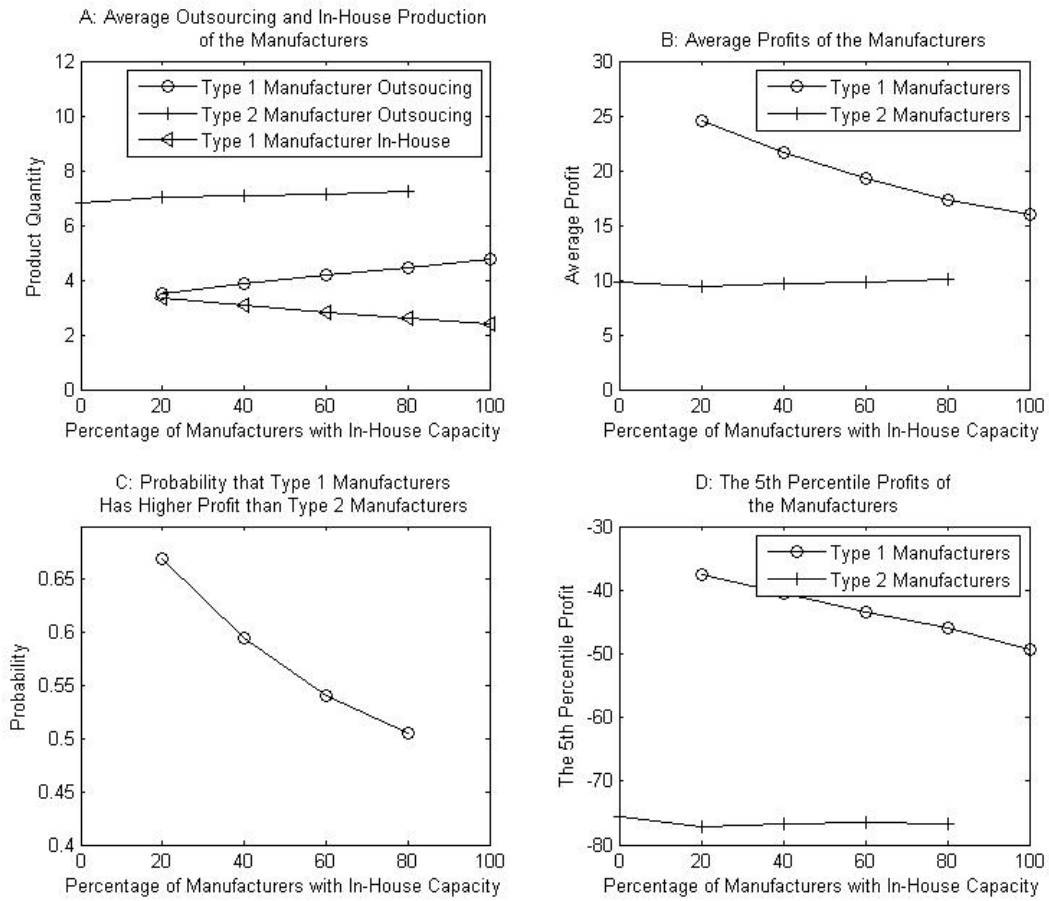 A: Average Outsourcing and In-House Production
of the Manufacturers
12
10
8
6
4
2
0
Product Quantity
Type 1 Manufacturer Outsoucing
Type 2 Manufacturer Outsoucing
Type 1 Manufacturer In-House
0 20 40 60 80 100
Percentage of Manufacturers with In-House Capacity
B: Average Profits of the Manufacturers
30
25
20
15
10
5
0
Average Profit
Type 1 Manufacturers
Type 2 Manufacturers
0 20 40 60 80 100
Percentage of Manufacturers with In-House Capacity
C: Probability that Type 1 Manufacturers
Has Higher Profit than Type 2 Manufacturers
0.65
0.6
0.55
0.5
0.45
0.4
Probability
0 20 40 60 80 100
Percentage of Manufacturers with In-House Capacity
D: The 5th Percentile Profits of
the Manufacturers
-30
-40
-50
-60
-70
-80
The 5th Percentile Profit
Type 1 Manufacturers
Type 2 Manufacturers
0 20 40 60 80 100
Percentage of Manufacturers with In-House Capacity